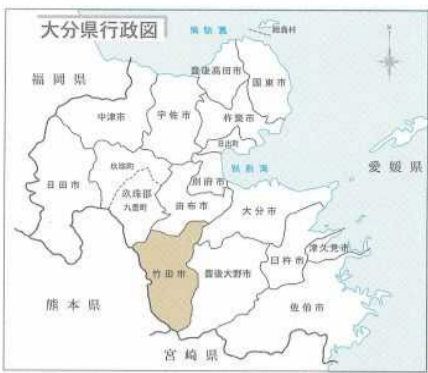 大分県行政図
周防灘
姫島村
福岡県
豊後高田市
国東市
中津市
宇佐市
杵築市
日出町
別府湾
愛媛県
玖珠町
日田市
別府市
玖珠郡
九重町
由布市
大分市
津久見市
臼杵市
竹田市
豊後大野市
熊本県
佐伯市
宮崎県